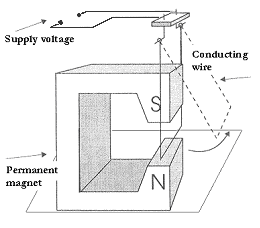 Supply voltage
Conducting
wire
S
Permanent
magnet
N